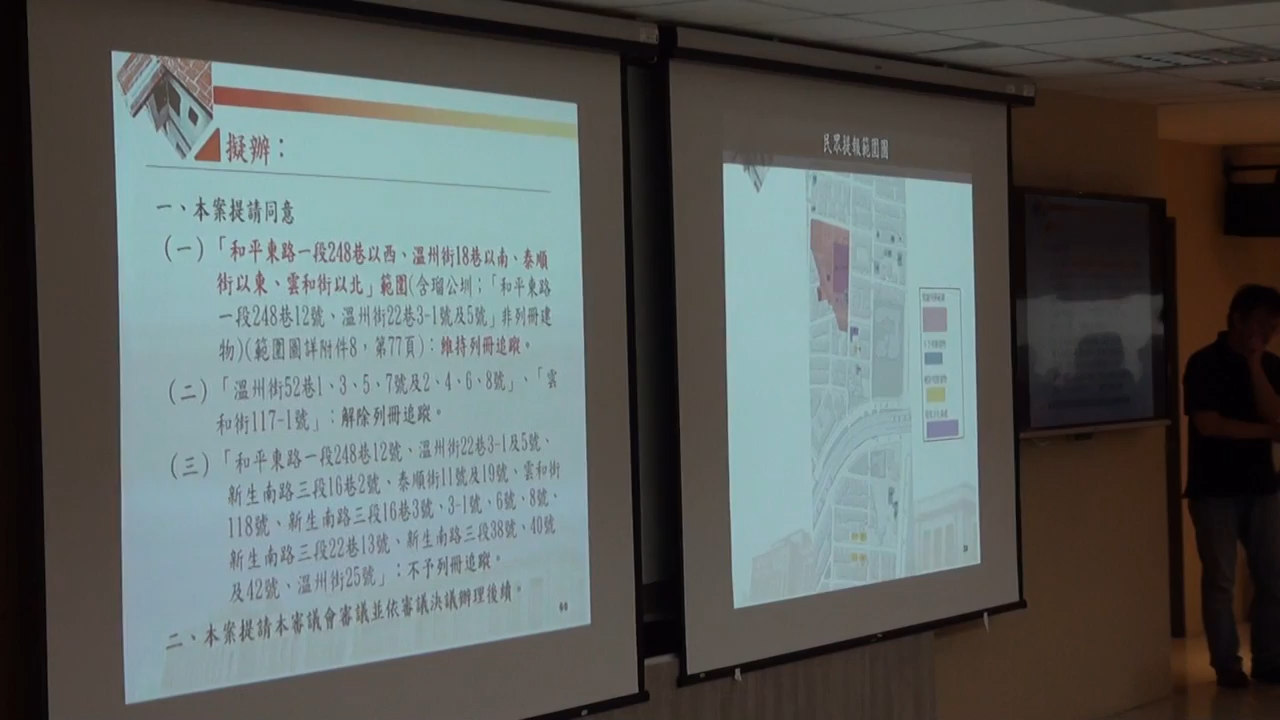 擬辦：
一、本案提請同意
(一)「和平東路一段248巷以西、溫州街18巷以南、泰順
街以東、雲和街以北」範圍(含瑠公圳；「和平東路
一段248巷12號、溫州街22巷3-1號及5號」非列冊建
物)(範圍圖詳附件8，第77頁)：維持列冊追蹤。
(二)「溫州街52巷1、3、5、7號及2、4、6、8號」、「雲
和街117-1號」：解除列冊追蹤。
(三)「和平東路一段248巷12號、溫州街22巷3-1及5號、
新生南路三段16巷2號、泰順街11號及19號、雲和街
118號、新生南路三段16巷3號、3-1號、6號、8號、
新生南路三段22巷13號、新生南路三段38號、40號
及42號、溫州街25號」：不予列冊追蹤。
二、本案提請本審議會審議並依審議決議辦理後續。
民眾提報範圍圖